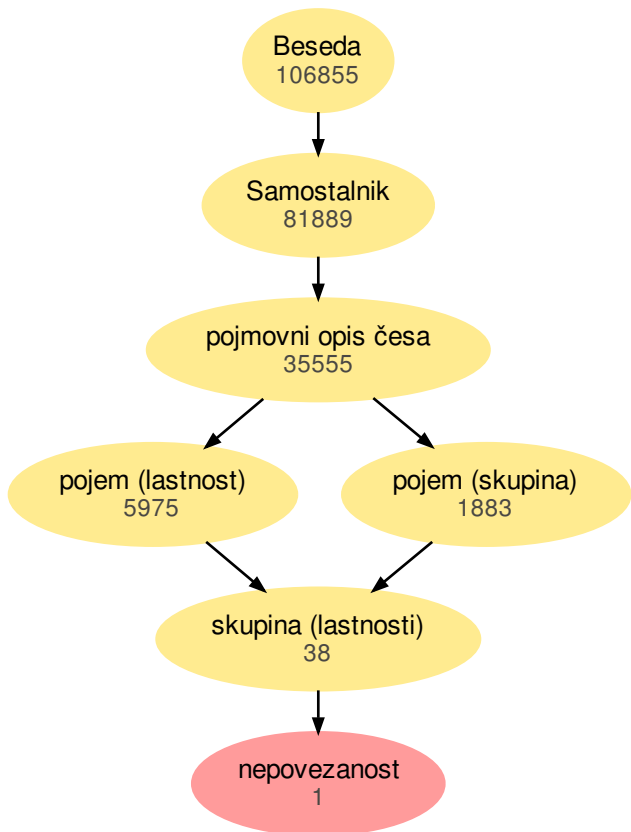 Beseda
106855
Samostalnik
81889
pojmovni opis česa
35555
pojem (lastnost)
5975
pojem (skupina)
1883
skupina (lastnosti)
38
nepovezanost
1